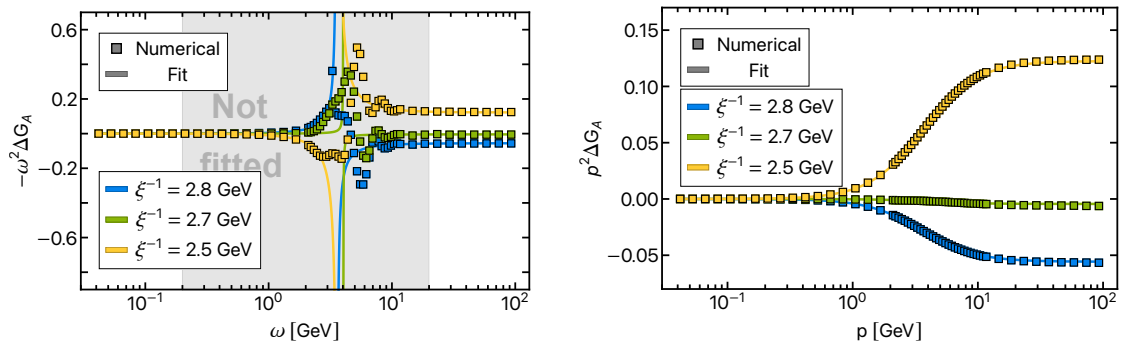 0.6
0.2
−0.2
−0.6
−ω²ΔG_A
Numerical
Fit
Not
fitted
ξ⁻¹ = 2.8 GeV
ξ⁻¹ = 2.7 GeV
ξ⁻¹ = 2.5 GeV
10⁻¹ 10⁰ 10¹ 10²
ω [GeV]
0.15
0.10
0.05
0.00
−0.05
p²ΔG_A
Numerical
Fit
ξ⁻¹ = 2.8 GeV
ξ⁻¹ = 2.7 GeV
ξ⁻¹ = 2.5 GeV
10⁻¹ 10⁰ 10¹ 10²
p [GeV]